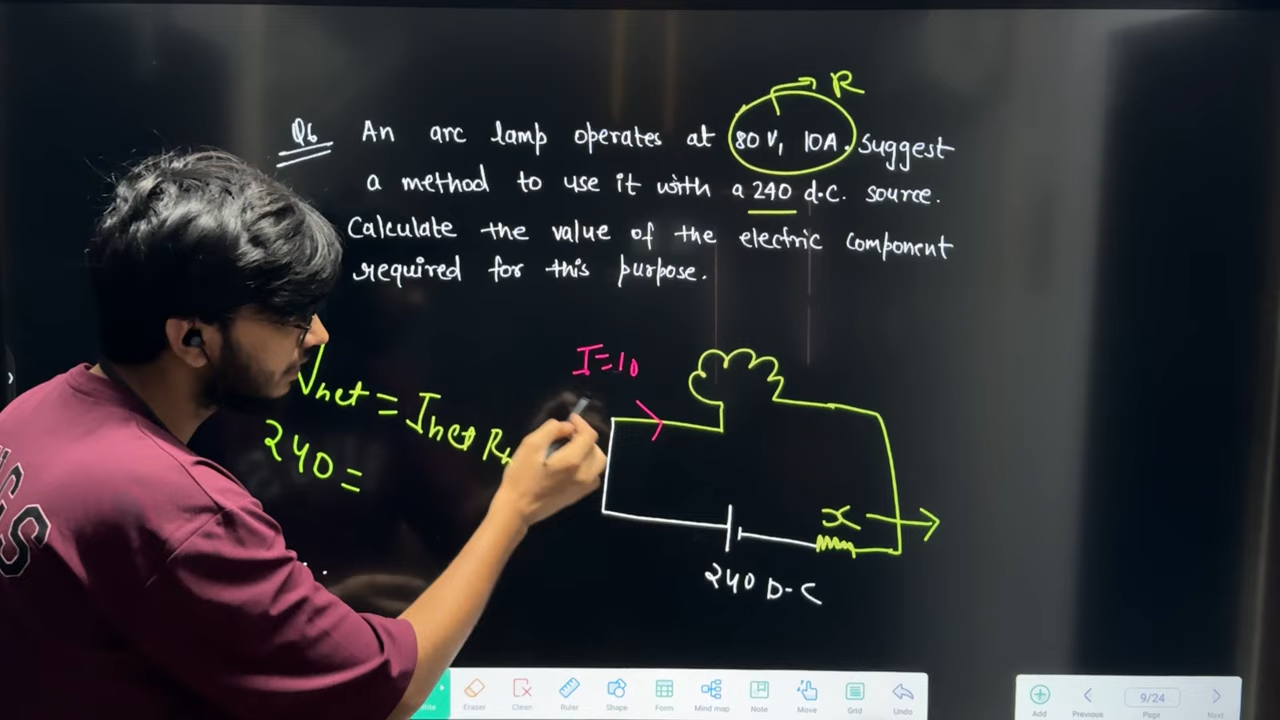 R
Q6 An arc lamp operates at 80 V, 10A. Suggest
a method to use it with a 240 d.c. source.
Calculate the value of the electric component
required for this purpose.
I=10
Vnet = Inet
240 =
x
240 D-C
Eraser Clean Ruler Shape Form Mind map Note Move Grid Undo
Add Previous 9/24 Page Next